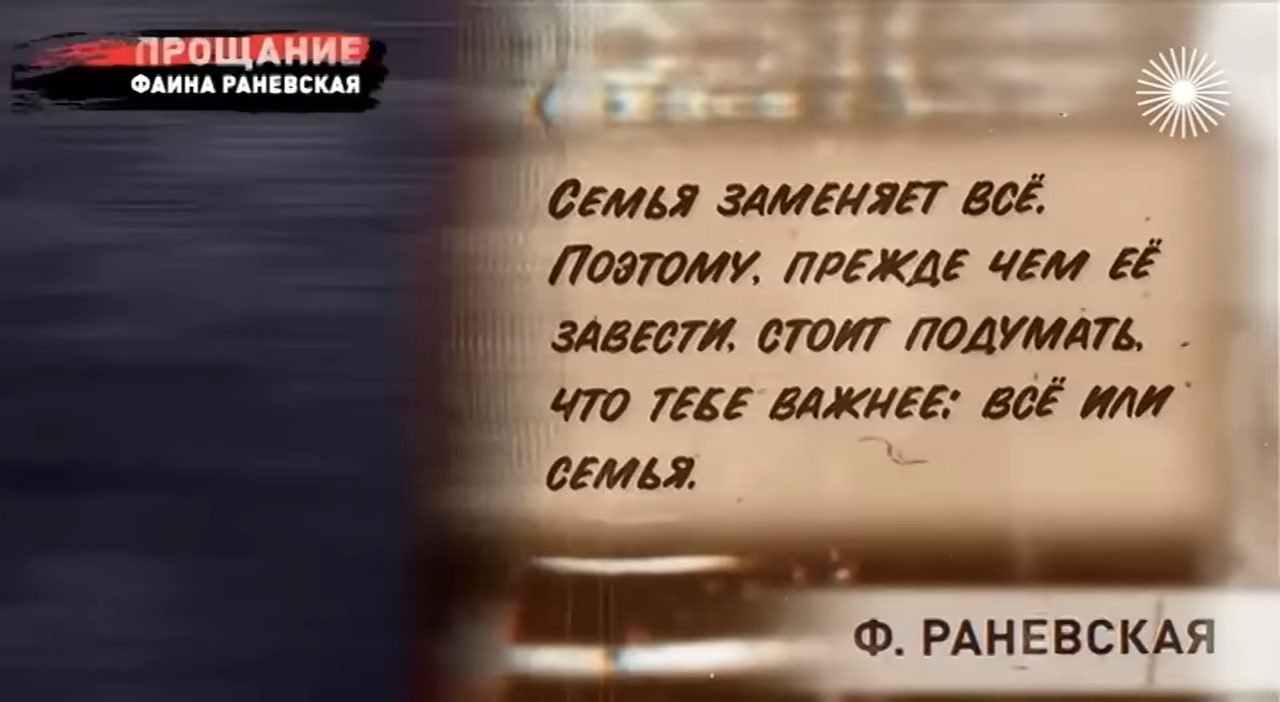 ПРОЩАНИЕ
ФАИНА РАНЕВСКАЯ
СЕМЬЯ ЗАМЕНЯЕТ ВСЁ.
ПОЭТОМУ, ПРЕЖДЕ ЧЕМ ЕЁ
ЗАВЕСТИ, СТОИТ ПОДУМАТЬ,
ЧТО ТЕБЕ ВАЖНЕЕ: ВСЁ ИЛИ
СЕМЬЯ.
Ф. РАНЕВСКАЯ